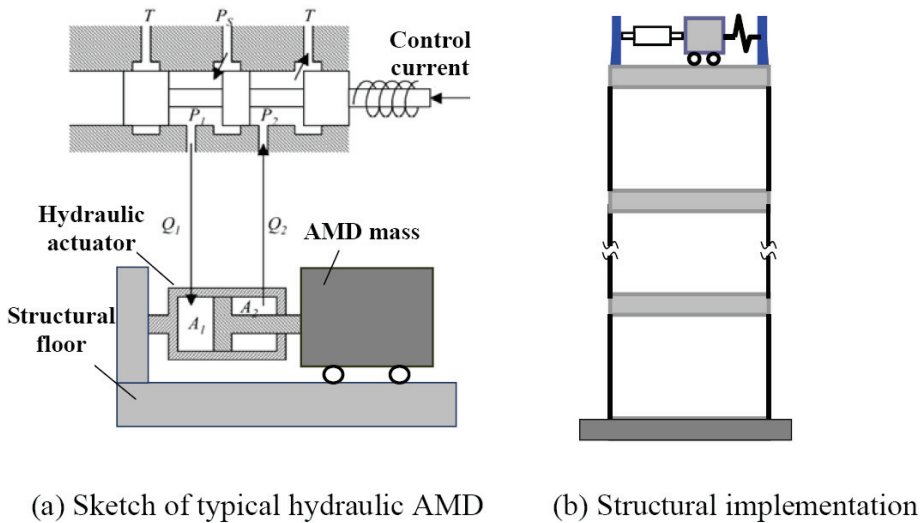 T P_S T
Control
current
P_1 P_2
Hydraulic
actuator
Q_1 Q_2
AMD mass
A_1 A_2
Structural
floor
(a) Sketch of typical hydraulic AMD
(b) Structural implementation